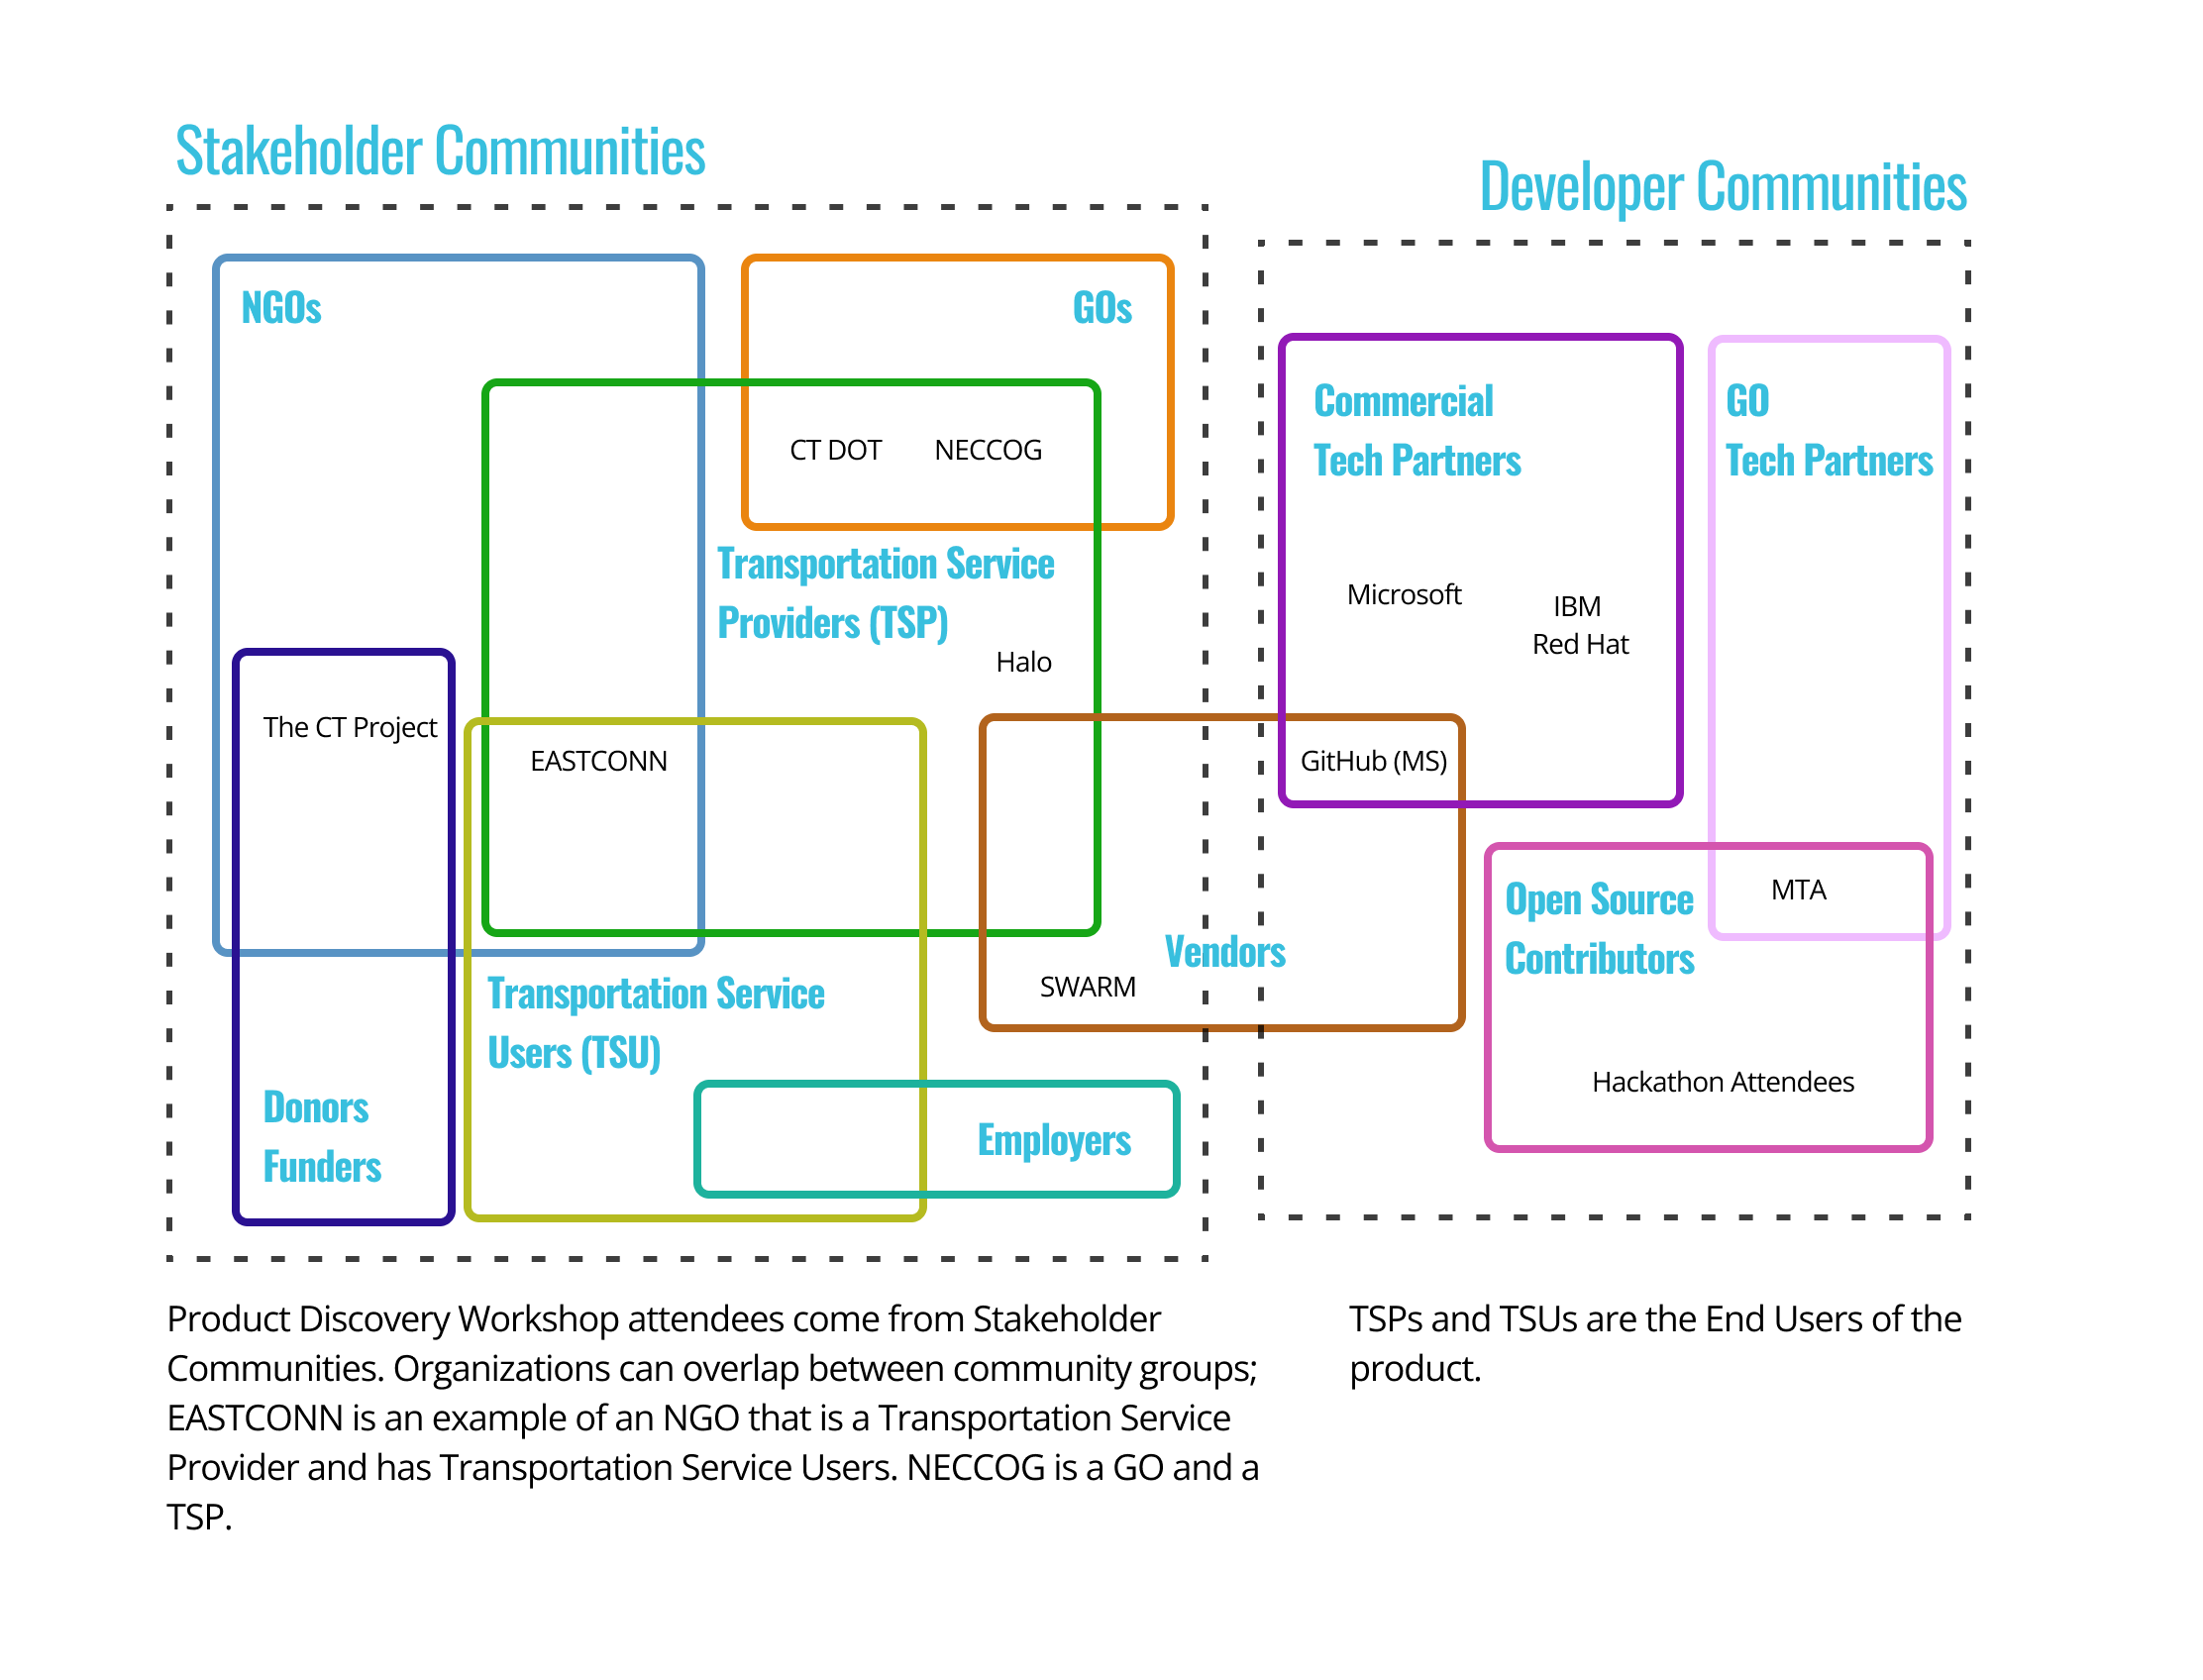 Stakeholder Communities
Developer Communities
NGOs
GOs
CT DOT
NECCOG
Transportation Service
Providers (TSP)
Halo
The CT Project
EASTCONN
Transportation Service
Users (TSU)
Donors
Funders
Employers
SWARM
Vendors
Commercial
Tech Partners
GO
Tech Partners
Microsoft
IBM
Red Hat
GitHub (MS)
Open Source
Contributors
MTA
Hackathon Attendees
Product Discovery Workshop attendees come from Stakeholder
Communities. Organizations can overlap between community groups;
EASTCONN is an example of an NGO that is a Transportation Service
Provider and has Transportation Service Users. NECCOG is a GO and a
TSP.
TSPs and TSUs are the End Users of the
product.